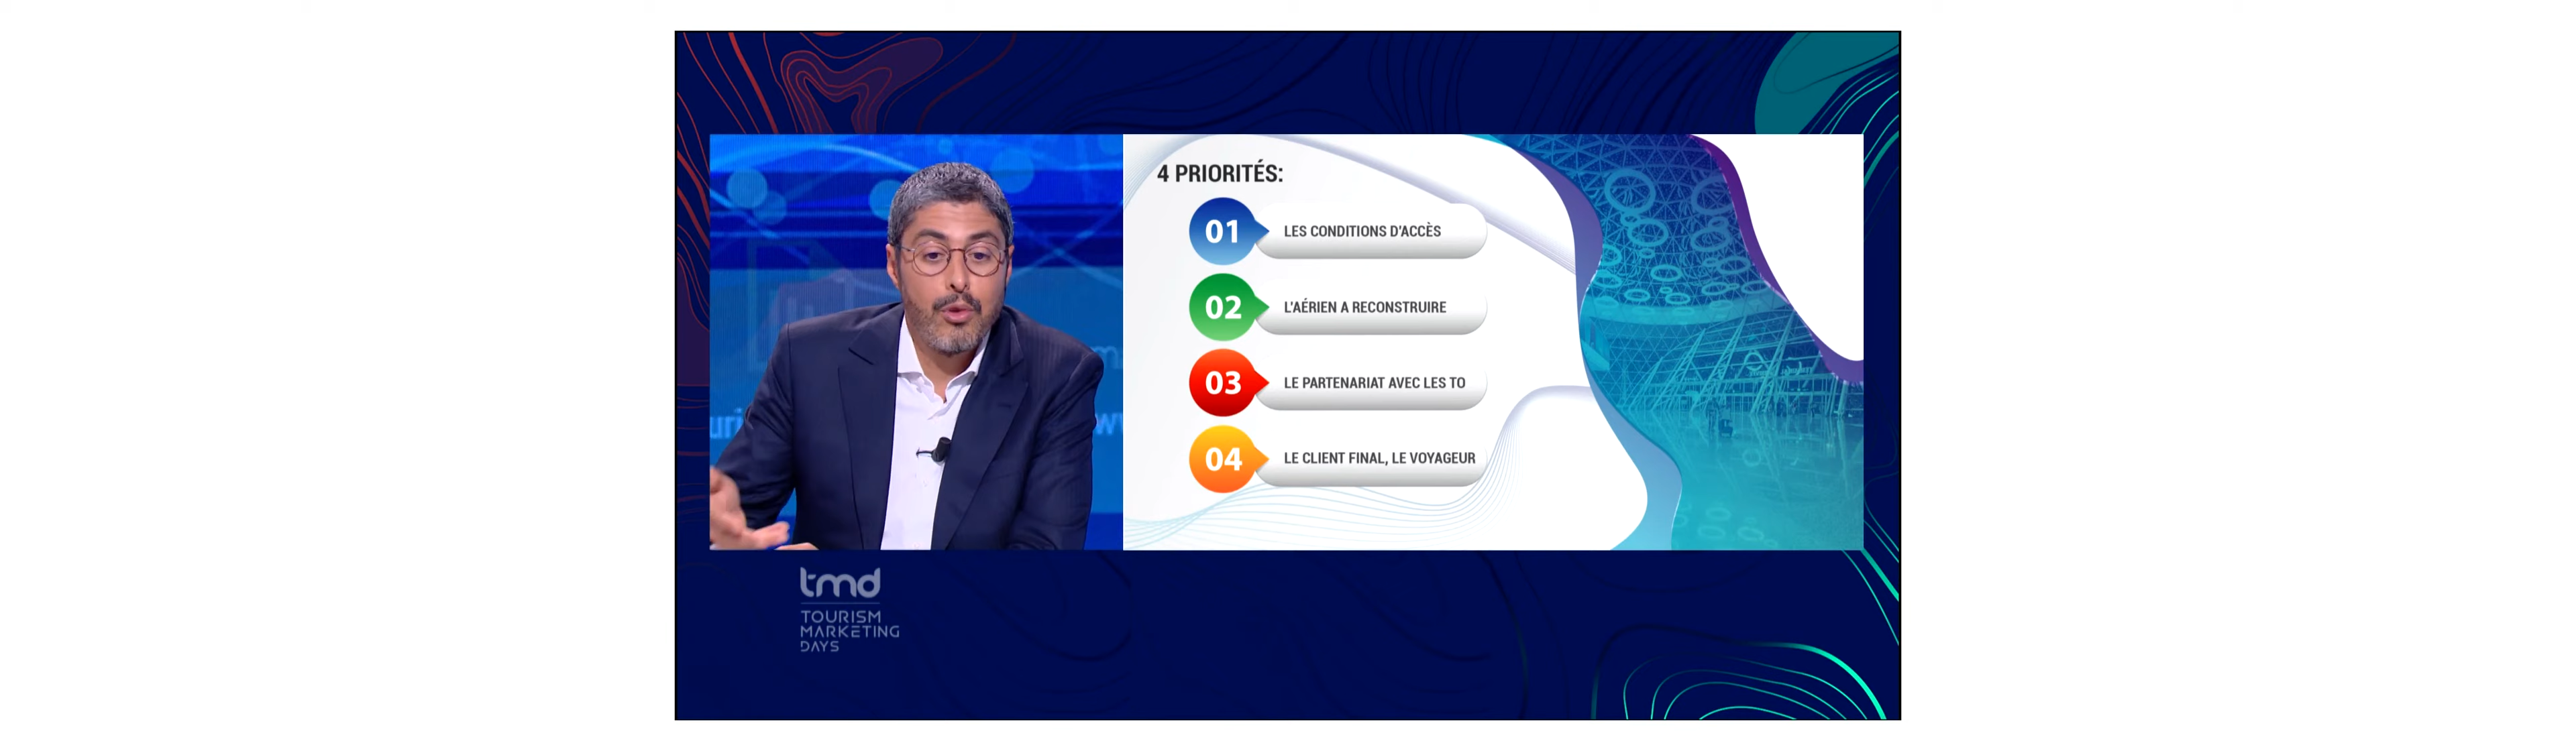 4 PRIORITÉS:
01 LES CONDITIONS D'ACCÈS
02 L'AÉRIEN A RECONSTRUIRE
03 LE PARTENARIAT AVEC LES TO
04 LE CLIENT FINAL, LE VOYAGEUR
tmd
TOURISM
MARKETING
DAYS